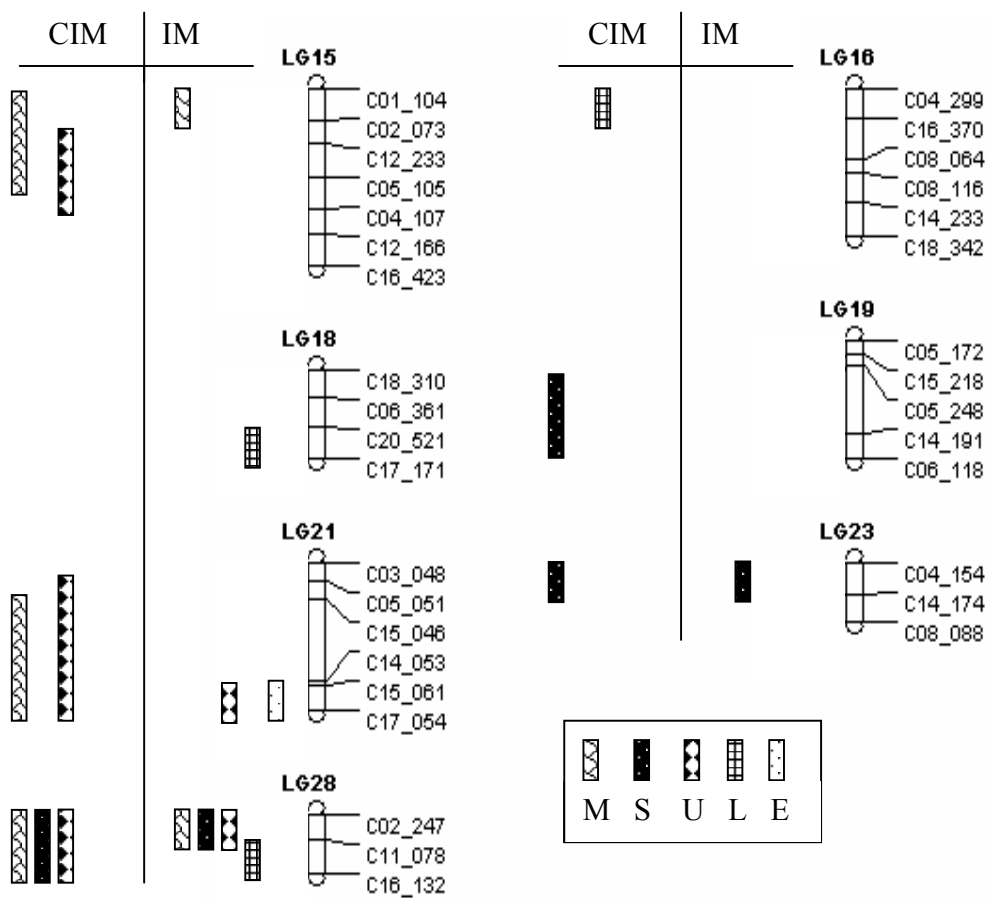 CIM IM
LG15
C01_104
C02_073
C12_233
C05_105
C04_107
C12_166
C16_423
LG18
C18_310
C06_361
C20_521
C17_171
LG21
C03_048
C05_051
C15_046
C14_053
C15_061
C17_054
LG28
C02_247
C11_078
C16_132
CIM IM
LG16
C04_299
C16_370
C08_064
C08_116
C14_233
C18_342
LG19
C05_172
C15_218
C05_248
C14_191
C06_118
LG23
C04_154
C14_174
C08_088
M S U L E